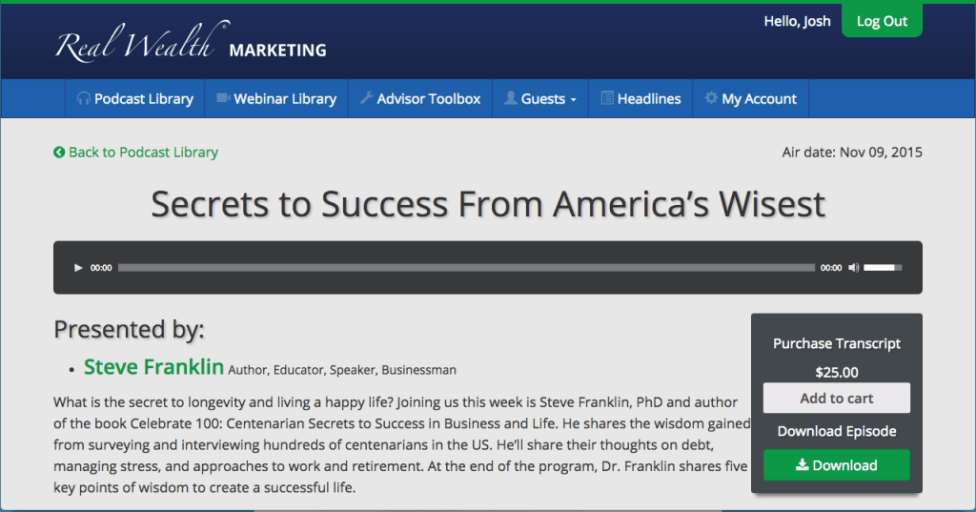 Hello, Josh Log Out
Real Wealth® MARKETING
Podcast Library Webinar Library Advisor Toolbox Guests Headlines My Account
Back to Podcast Library Air date: Nov 09, 2015
Secrets to Success From America’s Wisest
00:00 00:00
Presented by:
• Steve Franklin Author, Educator, Speaker, Businessman
What is the secret to longevity and living a happy life? Joining us this week is Steve Franklin, PhD and author
of the book Celebrate 100: Centenarian Secrets to Success in Business and Life. He shares the wisdom gained
from surveying and interviewing hundreds of centenarians in the US. He’ll share their thoughts on debt,
managing stress, and approaches to work and retirement. At the end of the program, Dr. Franklin shares five
key points of wisdom to create a successful life.
Purchase Transcript
$25.00
Add to cart
Download Episode
Download